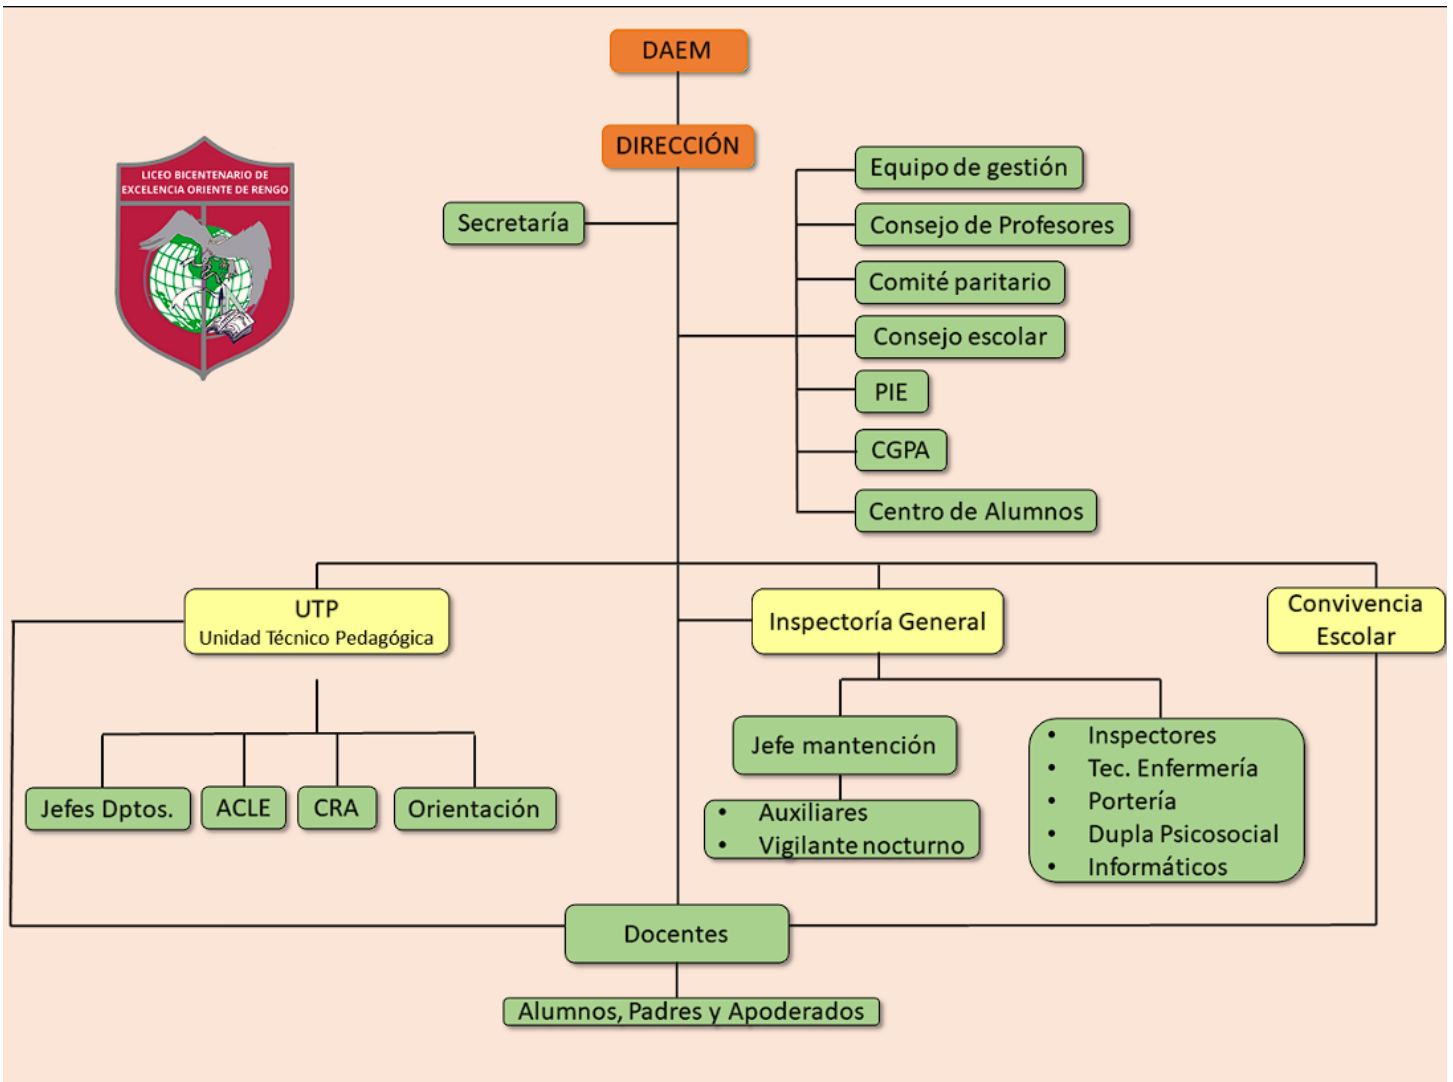 DAEM
DIRECCIÓN
LICEO BICENTENARIO DE
EXCELENCIA ORIENTE DE RENGO
Secretaría
Equipo de gestión
Consejo de Profesores
Comité paritario
Consejo escolar
PIE
CGPA
Centro de Alumnos
UTP
Unidad Técnico Pedagógica
Inspectoría General
Convivencia
Escolar
Jefes Dptos.
ACLE
CRA
Orientación
Jefe mantención
• Auxiliares
• Vigilante nocturno
• Inspectores
• Tec. Enfermería
• Portería
• Dupla Psicosocial
• Informáticos
Docentes
Alumnos, Padres y Apoderados